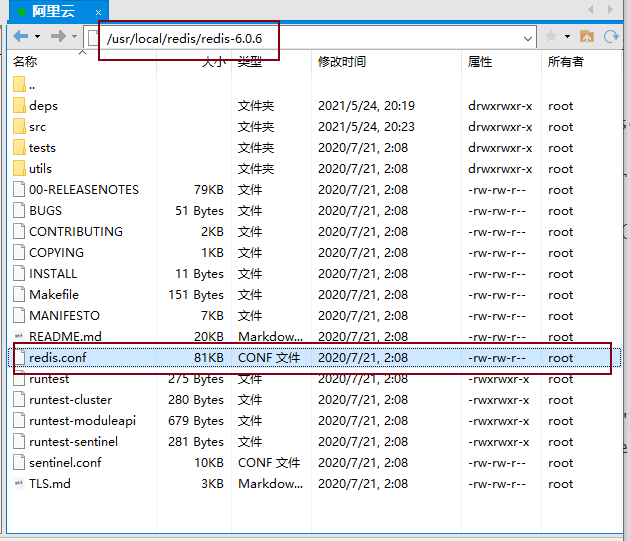 阿里云 ×
/usr/local/redis/redis-6.0.6
名称 大小 类型 修改时间 属性 所有者
..
deps 文件夹 2021/5/24, 20:19 drwxrwxr-x root
src 文件夹 2021/5/24, 20:23 drwxrwxr-x root
tests 文件夹 2020/7/21, 2:08 drwxrwxr-x root
utils 文件夹 2020/7/21, 2:08 drwxrwxr-x root
00-RELEASENOTES 79KB 文件 2020/7/21, 2:08 -rw-rw-r-- root
BUGS 51 Bytes 文件 2020/7/21, 2:08 -rw-rw-r-- root
CONTRIBUTING 2KB 文件 2020/7/21, 2:08 -rw-rw-r-- root
COPYING 1KB 文件 2020/7/21, 2:08 -rw-rw-r-- root
INSTALL 11 Bytes 文件 2020/7/21, 2:08 -rw-rw-r-- root
Makefile 151 Bytes 文件 2020/7/21, 2:08 -rw-rw-r-- root
MANIFESTO 7KB 文件 2020/7/21, 2:08 -rw-rw-r-- root
README.md 20KB Markdow... 2020/7/21, 2:08 -rw-rw-r-- root
redis.conf 81KB CONF 文件 2020/7/21, 2:08 -rw-rw-r-- root
runtest 275 Bytes 文件 2020/7/21, 2:08 -rwxrwxr-x root
runtest-cluster 280 Bytes 文件 2020/7/21, 2:08 -rwxrwxr-x root
runtest-moduleapi 679 Bytes 文件 2020/7/21, 2:08 -rwxrwxr-x root
runtest-sentinel 281 Bytes 文件 2020/7/21, 2:08 -rwxrwxr-x root
sentinel.conf 10KB CONF 文件 2020/7/21, 2:08 -rw-rw-r-- root
TLS.md 3KB Markdow... 2020/7/21, 2:08 -rw-rw-r-- root